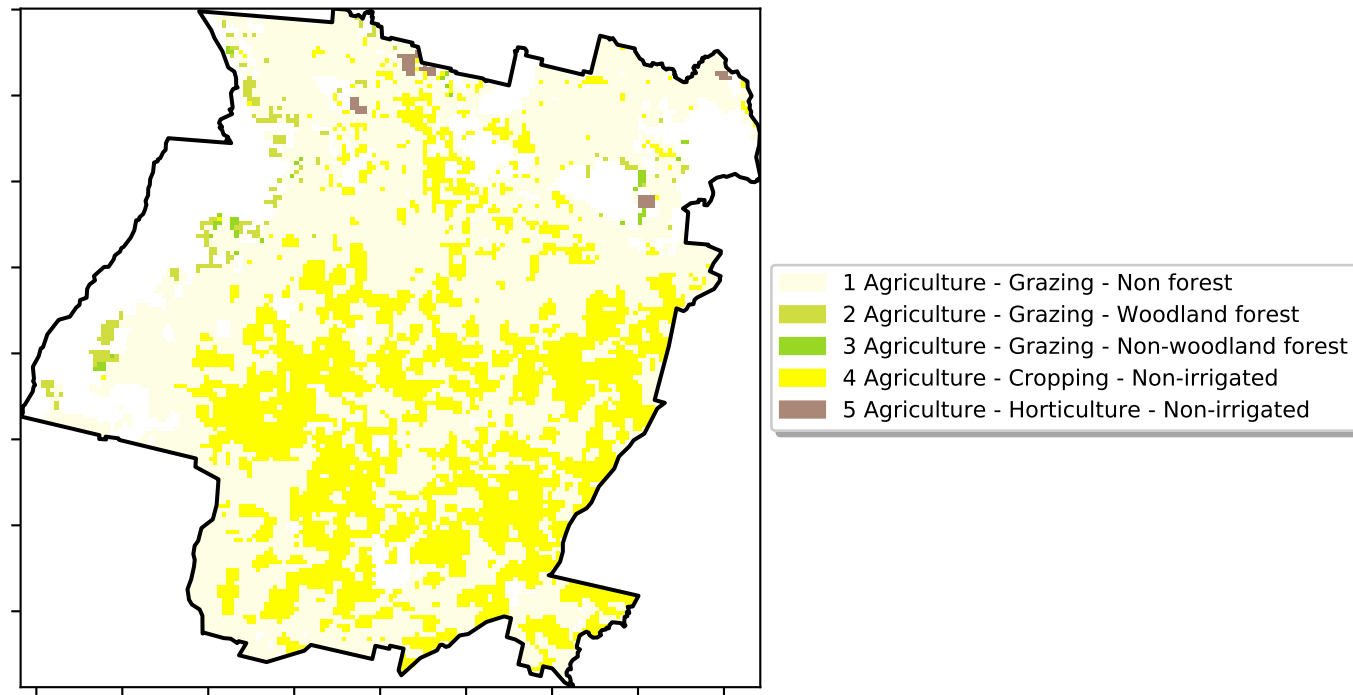 1 Agriculture - Grazing - Non forest
2 Agriculture - Grazing - Woodland forest
3 Agriculture - Grazing - Non-woodland forest
4 Agriculture - Cropping - Non-irrigated
5 Agriculture - Horticulture - Non-irrigated